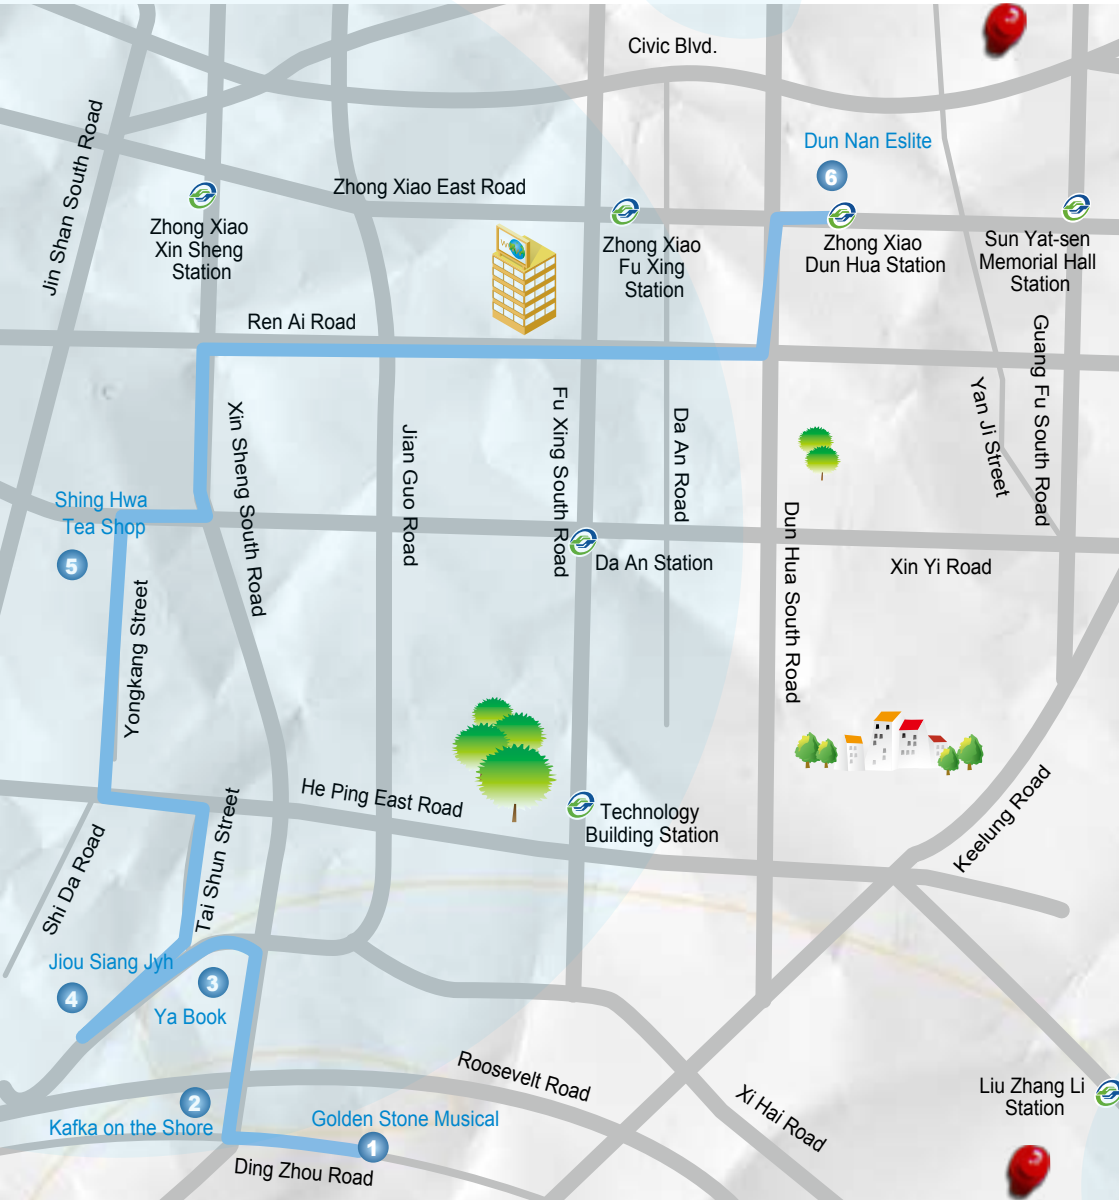 Civic Blvd.
Jin Shan South Road
Dun Nan Eslite
6
Zhong Xiao East Road
Zhong Xiao
Xin Sheng
Station
Zhong Xiao
Fu Xing
Station
Zhong Xiao
Dun Hua Station
Sun Yat-sen
Memorial Hall
Station
Ren Ai Road
Guang Fu South Road
Yan Ji Street
Xin Sheng South Road
Jian Guo Road
Fu Xing South Road
Da An Road
Dun Hua South Road
Shing Hwa
Tea Shop
5
Da An Station
Xin Yi Road
Yongkang Street
He Ping East Road
Technology
Building Station
Keelung Road
Shi Da Road
Tai Shun Street
Jiou Siang Jyh
4
3
Ya Book
Roosevelt Road
Xi Hai Road
Liu Zhang Li
Station
2
Kafka on the Shore
Golden Stone Musical
1
Ding Zhou Road